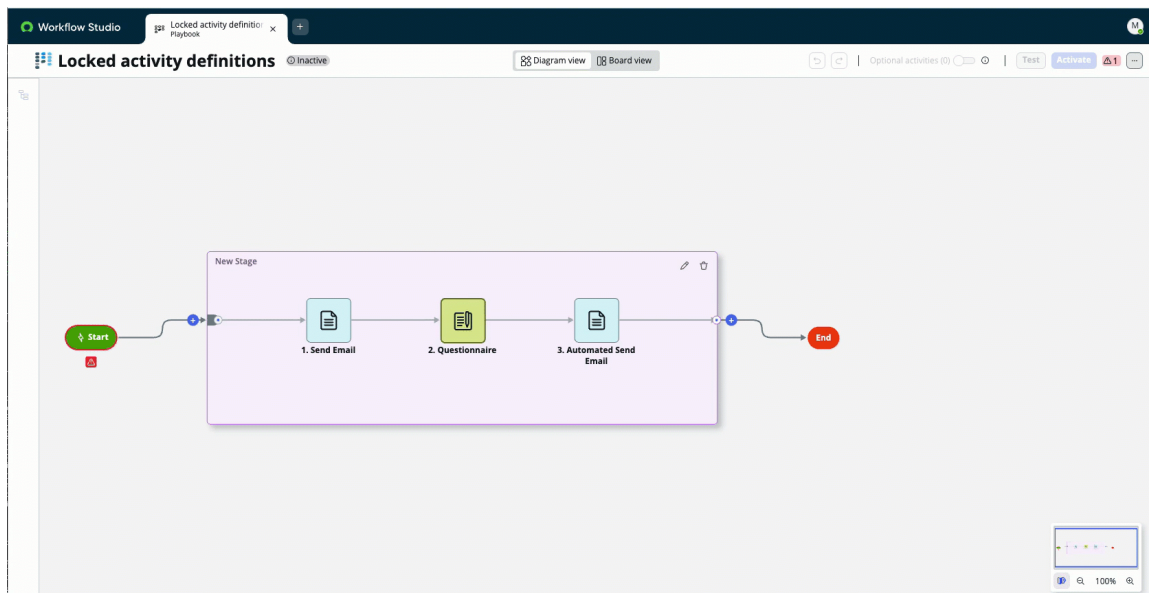 Workflow Studio
Locked activity definition
Playbook
M
Locked activity definitions
Inactive
Diagram view
Board view
Optional activities (0)
Test
Activate
1
New Stage
Start
1. Send Email
2. Questionnaire
3. Automated Send
Email
End
100%